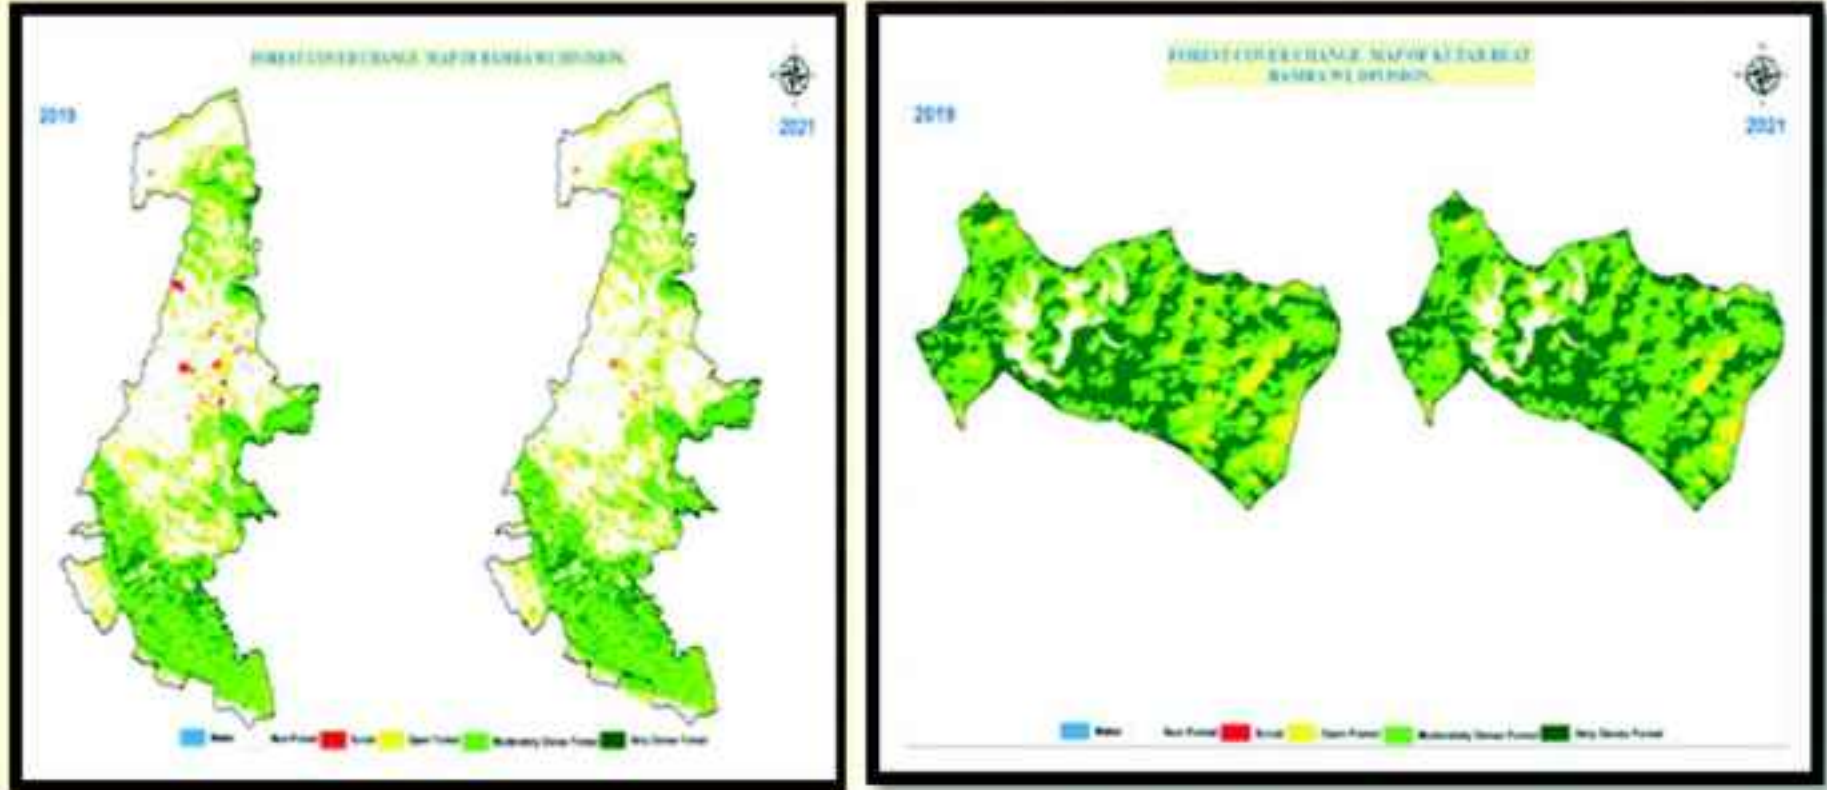 FOREST COVER CHANGE MAP OF BAMRA WL DIVISION.
2019
2021
Water
Non Forest
Scrub
Open Forest
Moderately Dense Forest
Very Dense Forest
FOREST COVER CHANGE MAP OF KUTAB BEAT
BAMRA WL DIVISION.
2019
2021
Water
Non Forest
Scrub
Open Forest
Moderately Dense Forest
Very Dense Forest